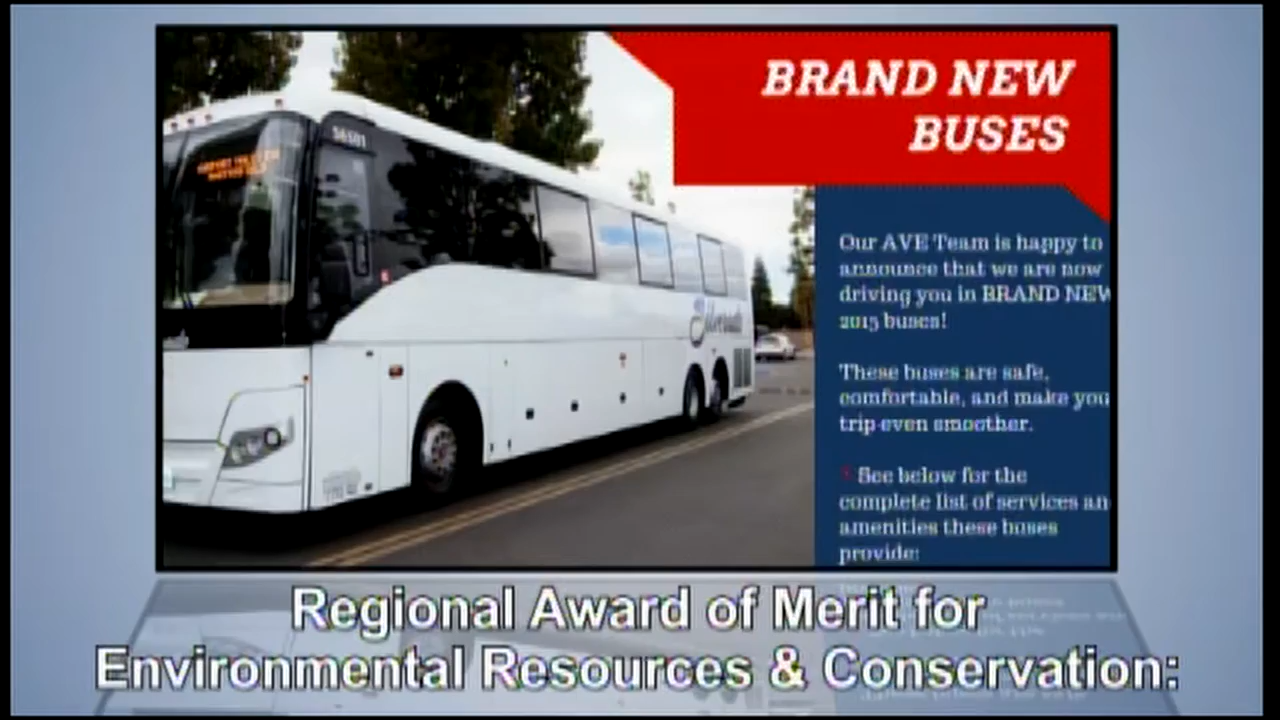 BRAND NEW
BUSES
56501
Our AVE Team is happy to
announce that we are now
driving you in BRAND NEW
2015 buses!
These buses are safe,
comfortable, and make you
trip even smoother.
* See below for the
complete list of services an
amenities these buses
provide:
Regional Award of Merit for
Environmental Resources & Conservation: